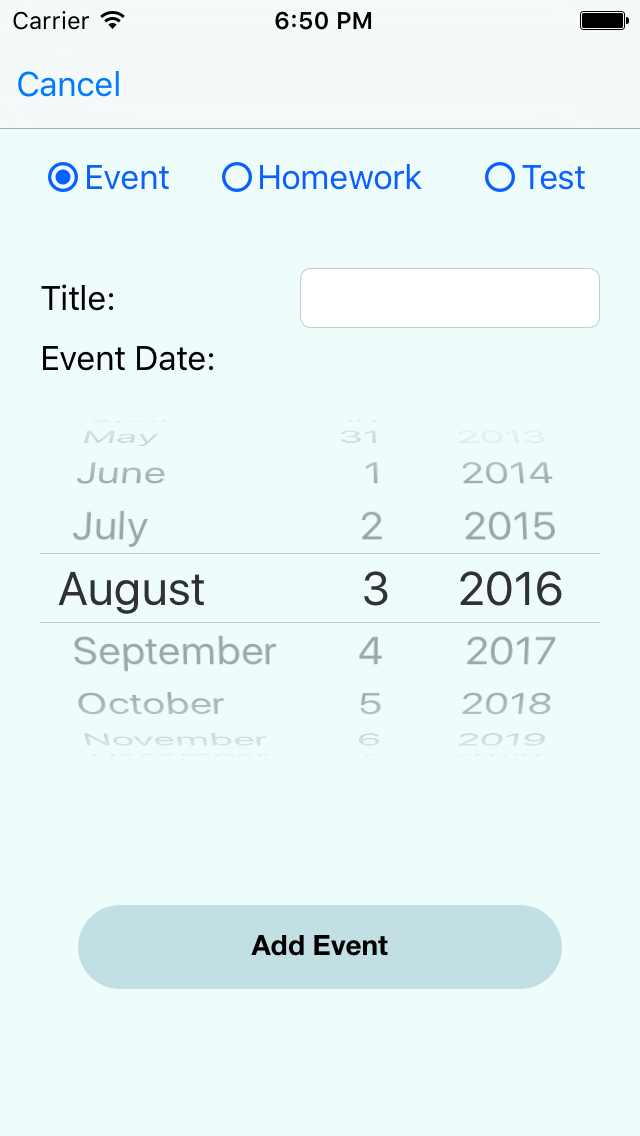 Carrier 6:50 PM
Cancel
Event Homework Test
Title:
Event Date:
May 31 2013
June 1 2014
July 2 2015
August 3 2016
September 4 2017
October 5 2018
November 6 2019
Add Event